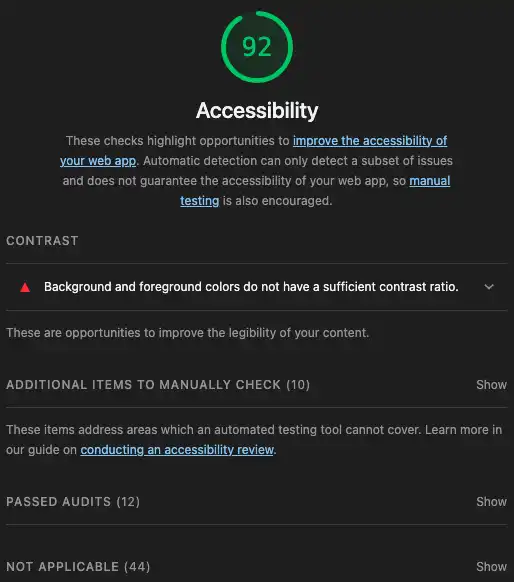 92
Accessibility
These checks highlight opportunities to improve the accessibility of
your web app. Automatic detection can only detect a subset of issues
and does not guarantee the accessibility of your web app, so manual
testing is also encouraged.
CONTRAST
Background and foreground colors do not have a sufficient contrast ratio.
These are opportunities to improve the legibility of your content.
ADDITIONAL ITEMS TO MANUALLY CHECK (10) Show
These items address areas which an automated testing tool cannot cover. Learn more in
our guide on conducting an accessibility review.
PASSED AUDITS (12) Show
NOT APPLICABLE (44) Show